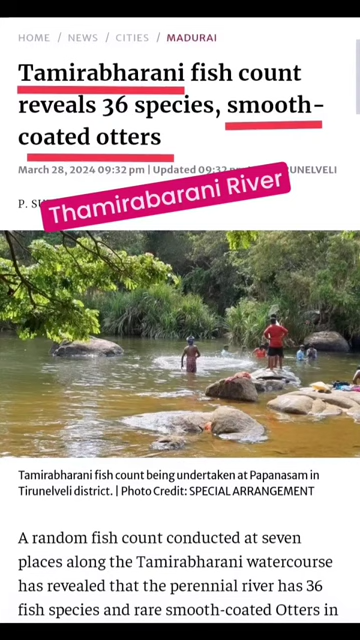 HOME / NEWS / CITIES / MADURAI
Tamirabharani fish count
reveals 36 species, smooth-
coated otters
March 28, 2024 09:32 pm | Updated 09:32
P.
Thamirabarani River
Tamirabharani fish count being undertaken at Papanasam in
Tirunelveli district. | Photo Credit: SPECIAL ARRANGEMENT
A random fish count conducted at seven
places along the Tamirabharani watercourse
has revealed that the perennial river has 36
fish species and rare smooth-coated Otters in